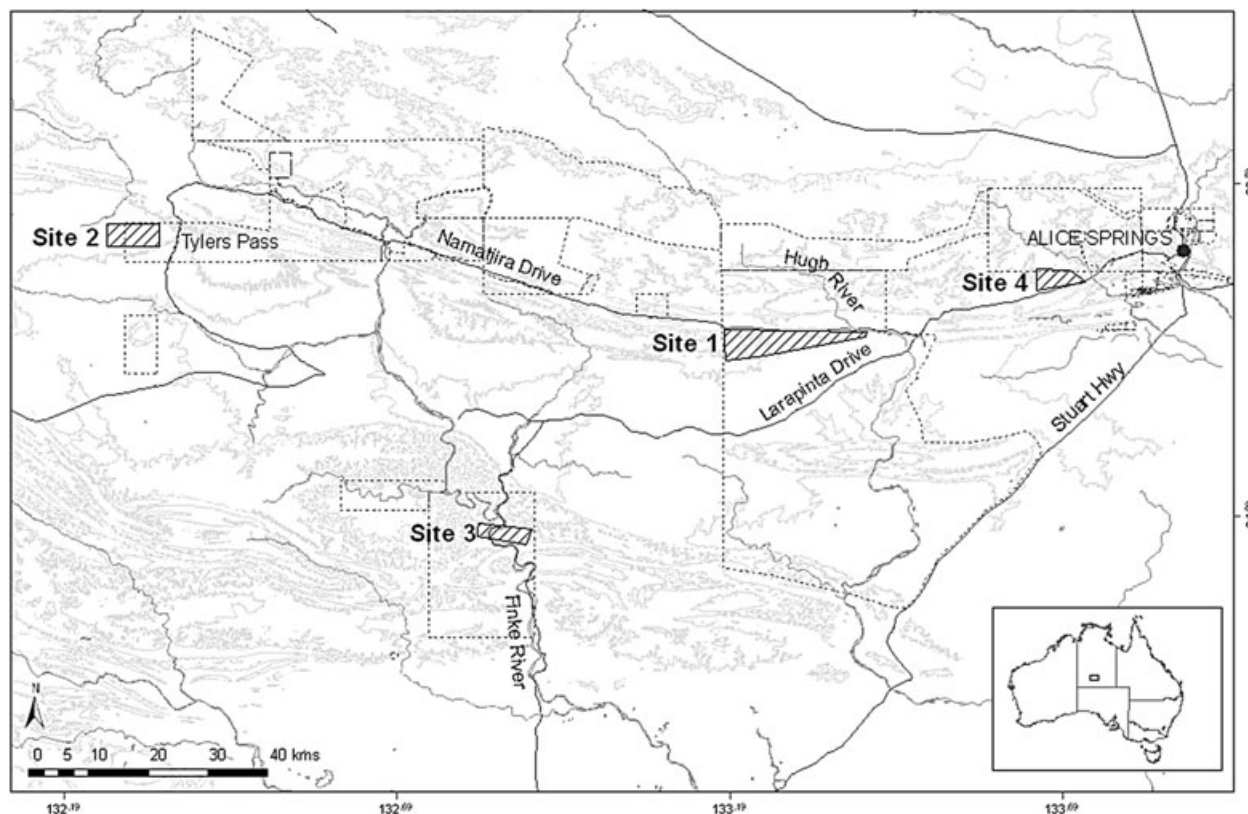 ALICE SPRINGS
Site 2
Tylers Pass
Namatjira Drive
Hugh River
Site 4
Site 1
Larapinta Drive
Stuart Hwy
Site 3
Finke River
N
0 5 10 20 30 40 kms
132.19 132.69 133.19 133.69